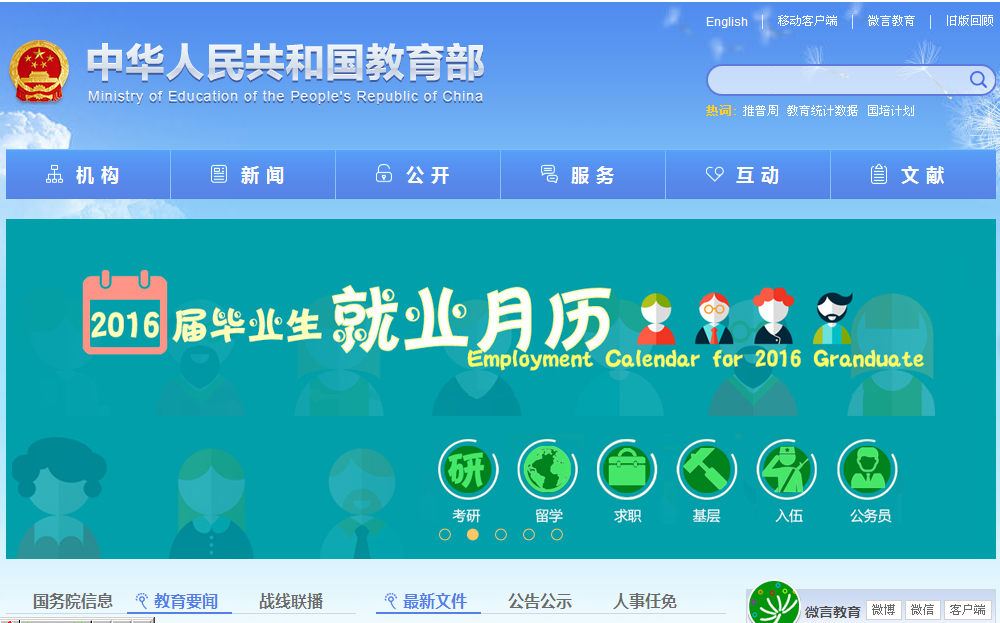 English | 移动客户端 | 微言教育 | 旧版回顾
中华人民共和国教育部
Ministry of Education of the People's Republic of China
热词: 推普周 教育统计数据 国培计划
机构 新闻 公开 服务 互动 文献
2016届毕业生就业月历
Employment Calendar for 2016 Granduate
研
考研 留学 求职 基层 入伍 公务员
国务院信息 教育要闻 战线联播 最新文件 公告公示 人事任免
微言教育 微博 微信 客户端